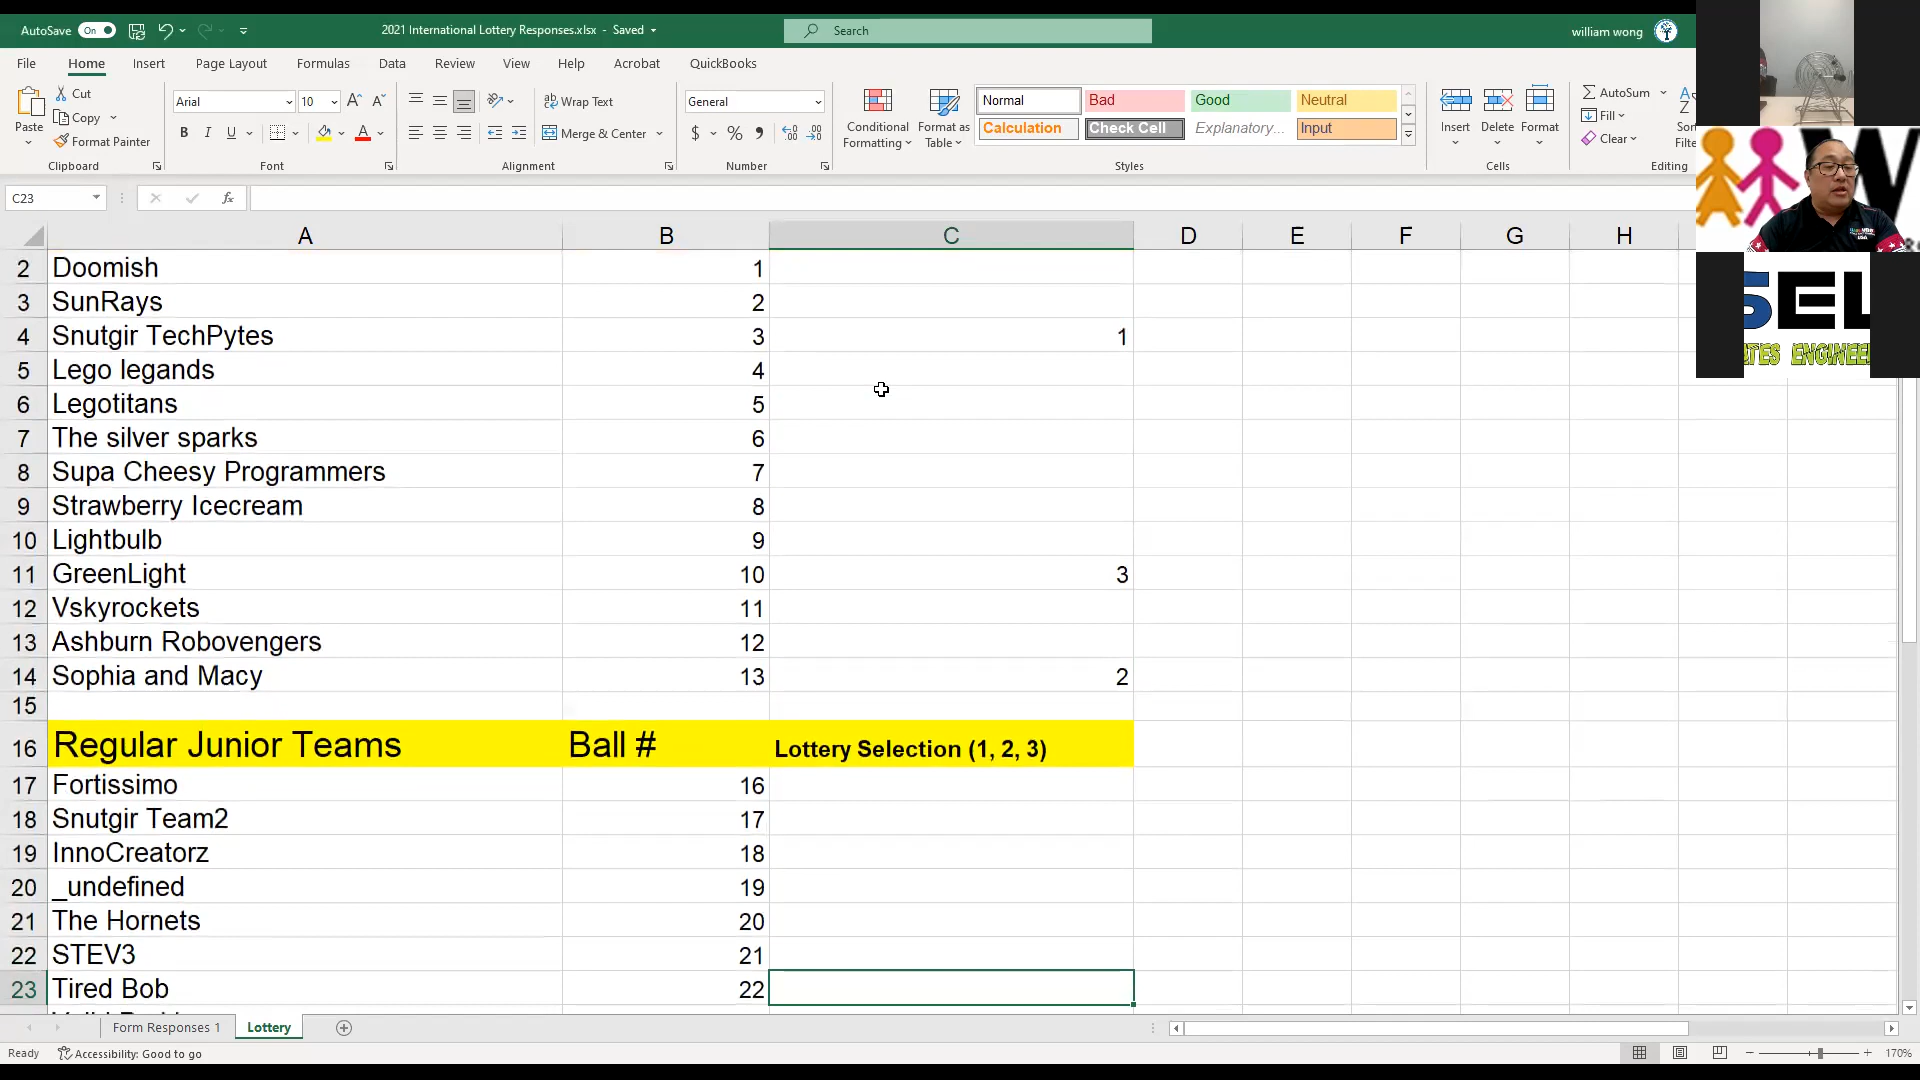 AutoSave On 2021 International Lottery Responses.xlsx - Saved Search william wong
File Home Insert Page Layout Formulas Data Review View Help Acrobat QuickBooks
Paste Cut Copy Format Painter Clipboard
Arial 10 B I U A Font
Wrap Text Merge & Center Alignment
General $ % Number
Conditional Formatting Format as Table
Normal Bad Good Neutral
Calculation Check Cell Explanatory... Input
Styles
Insert Delete Format Cells
AutoSum Fill Clear Sor Filte Editing
C23 fx
A B C D E F G H
2 Doomish 1
3 SunRays 2
4 Snutgir TechPytes 3 1
5 Lego legands 4
6 Legotitans 5
7 The silver sparks 6
8 Supa Cheesy Programmers 7
9 Strawberry Icecream 8
10 Lightbulb 9
11 GreenLight 10 3
12 Vskyrockets 11
13 Ashburn Robovengers 12
14 Sophia and Macy 13 2
15
16 Regular Junior Teams Ball # Lottery Selection (1, 2, 3)
17 Fortissimo 16
18 Snutgir Team2 17
19 InnoCreatorz 18
20 _undefined 19
21 The Hornets 20
22 STEV3 21
23 Tired Bob 22
Form Responses 1 Lottery
Ready Accessibility: Good to go 170%
W
SEL
TES ENGINEE